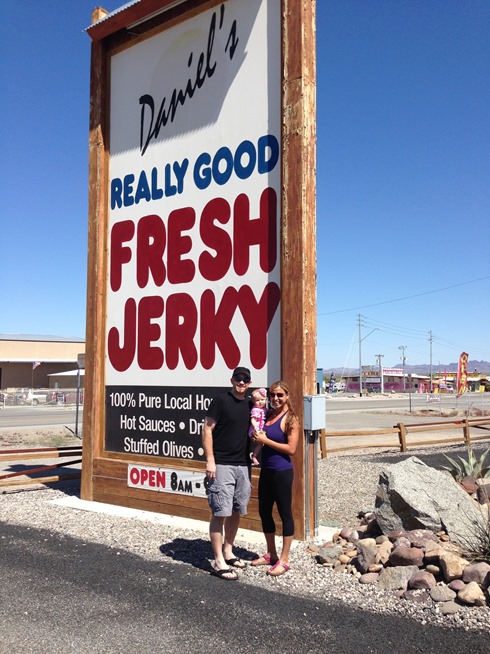 Daniel's
REALLY GOOD
FRESH
JERKY
100% Pure Local
Hot Sauces •
Stuffed Olives •
OPEN 8AM